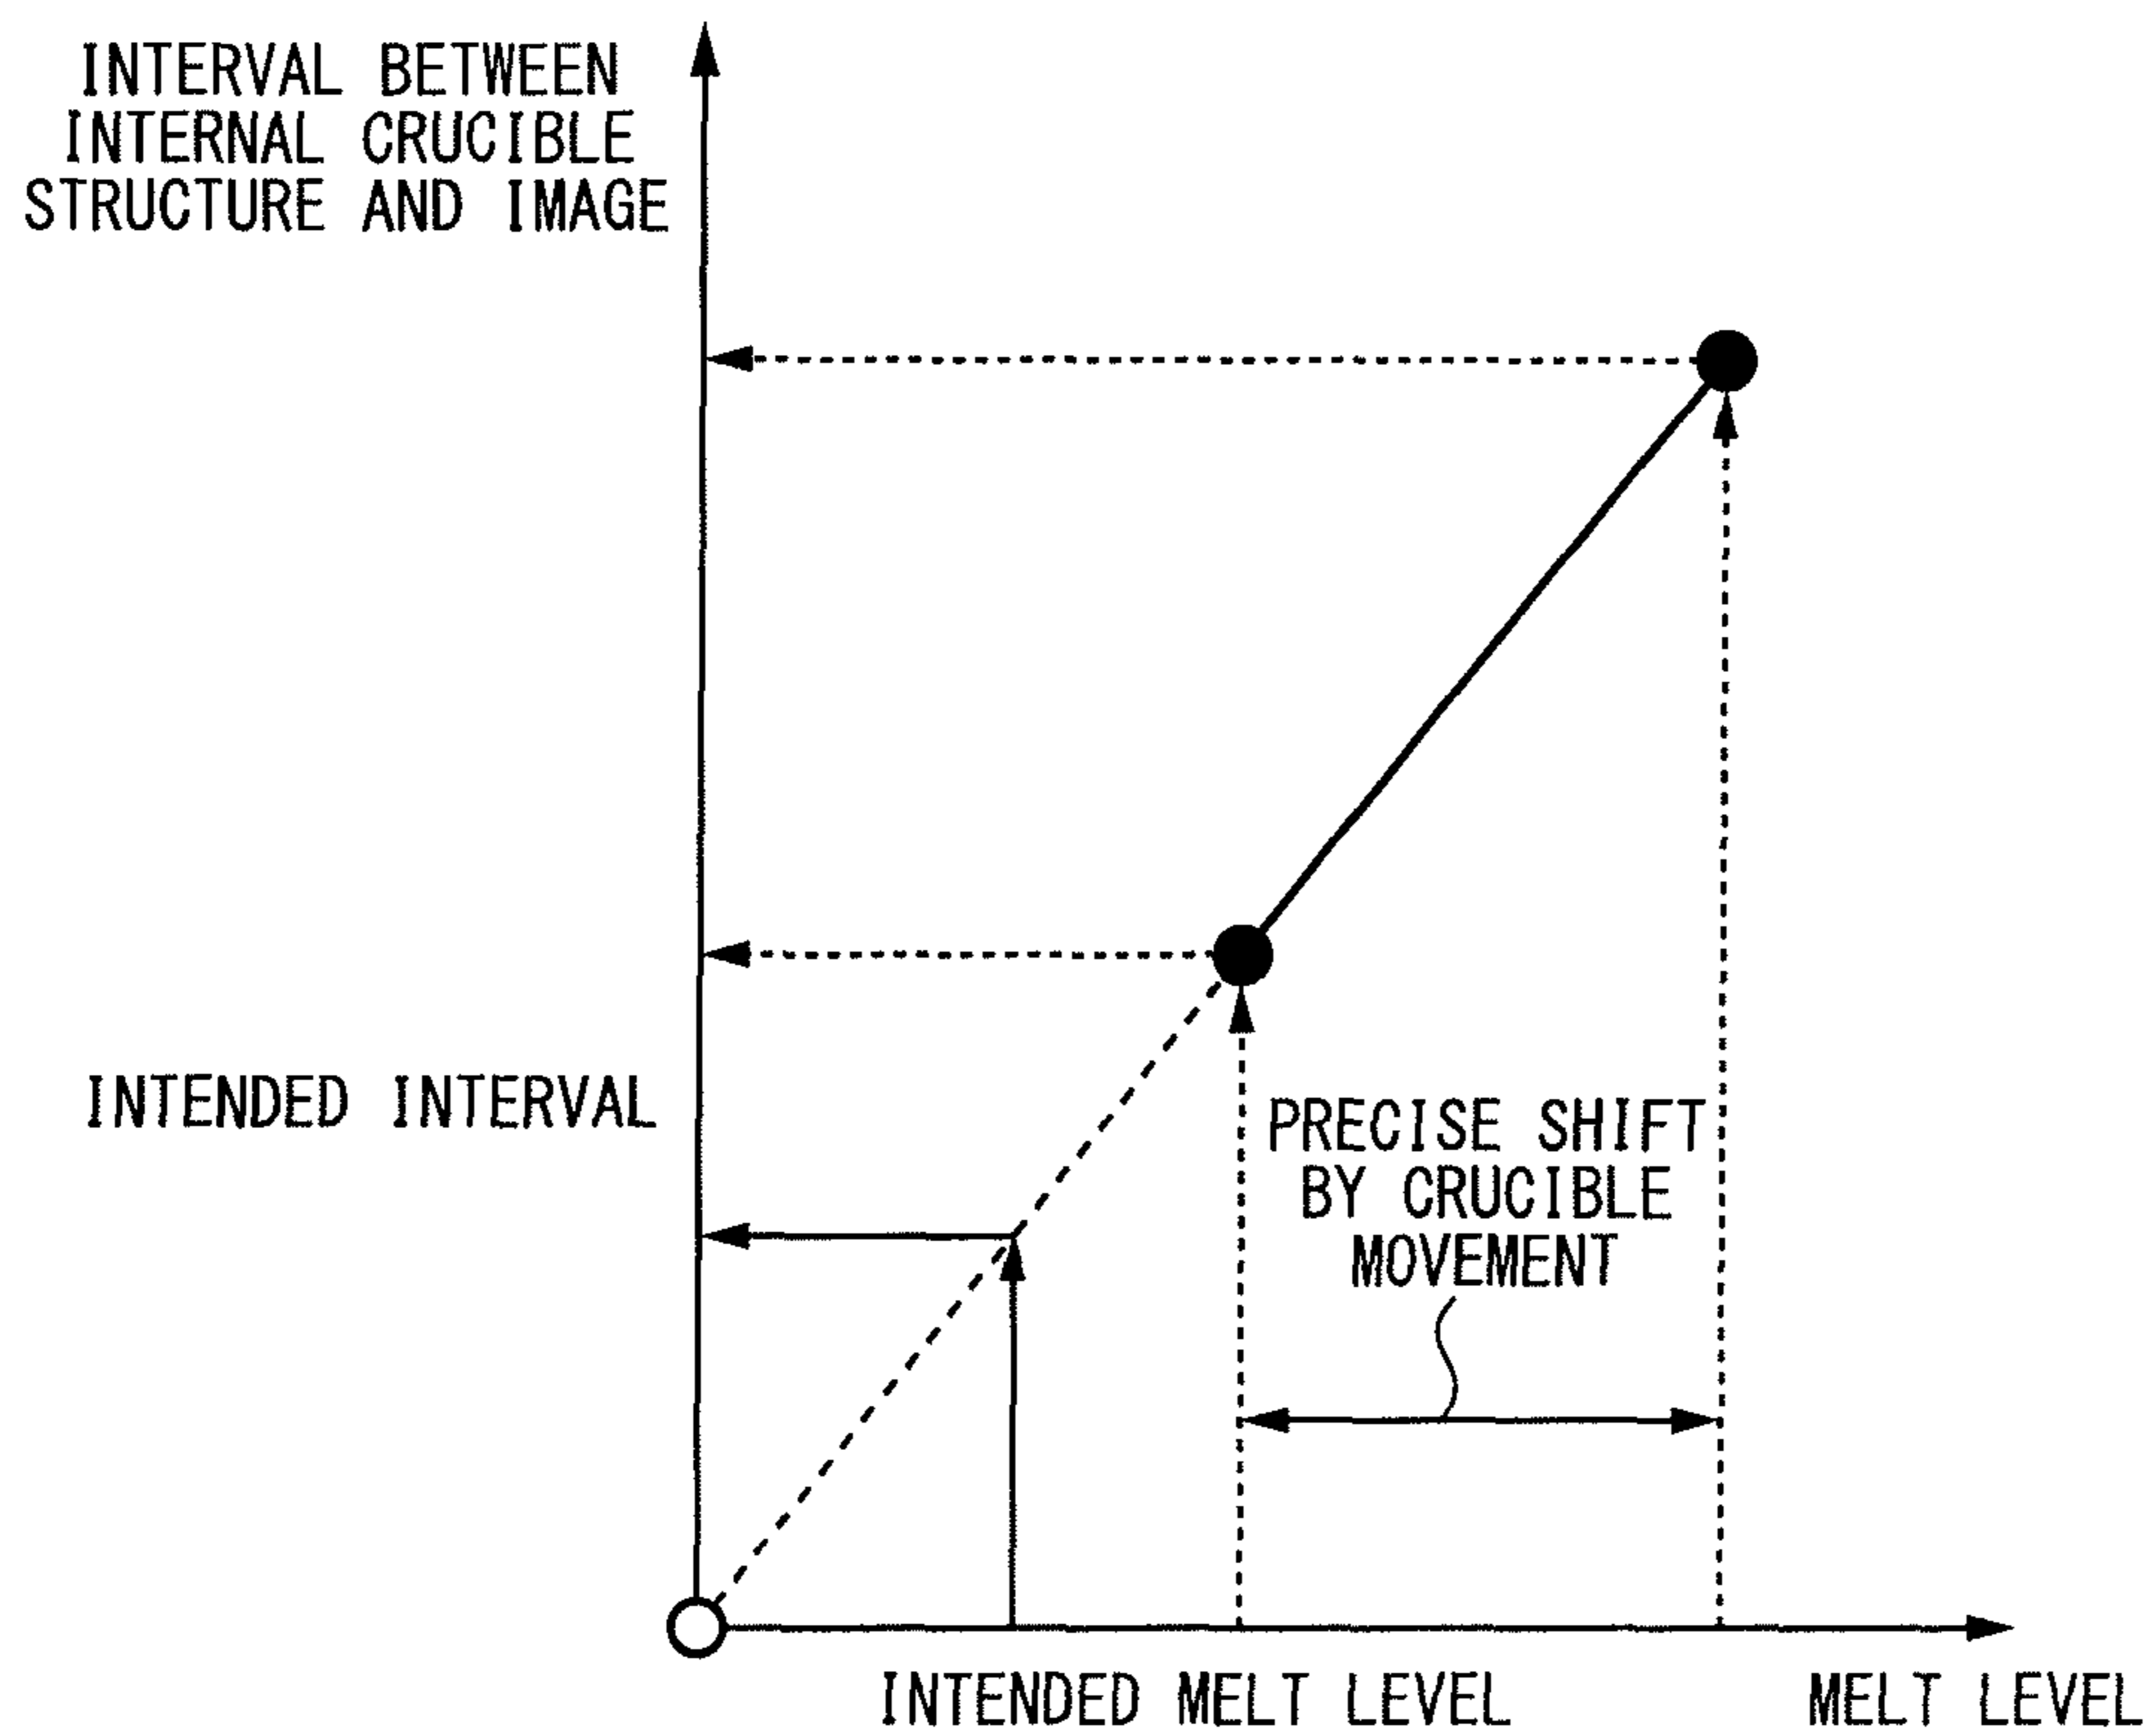 INTERVAL BETWEEN
INTERNAL CRUCIBLE
STRUCTURE AND IMAGE
INTENDED INTERVAL
PRECISE SHIFT
BY CRUCIBLE
MOVEMENT
INTENDED MELT LEVEL
MELT LEVEL